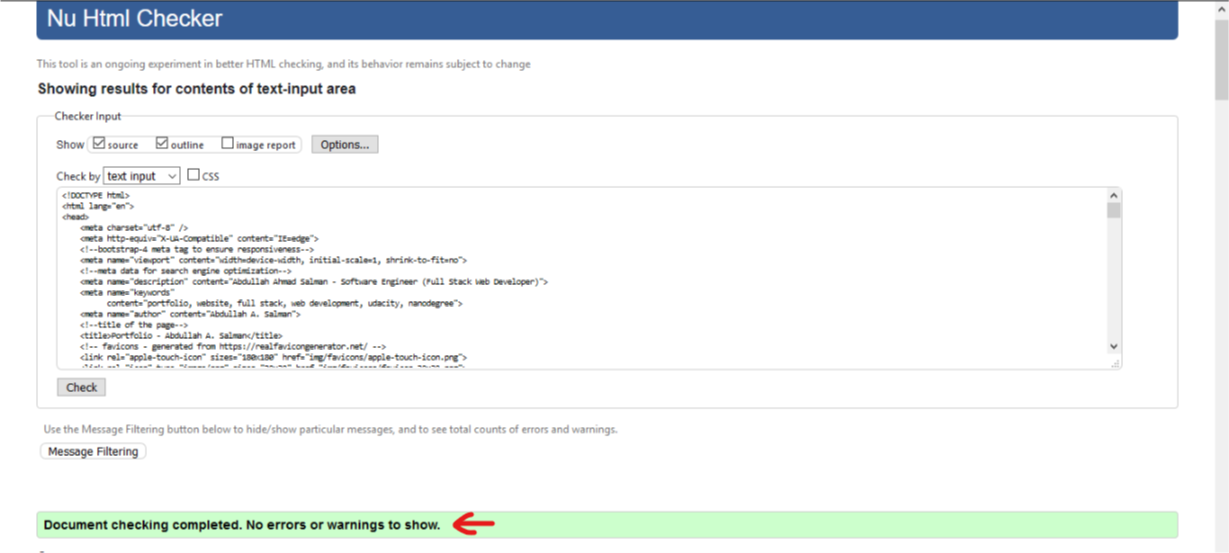 Nu Html Checker
This tool is an ongoing experiment in better HTML checking, and its behavior remains subject to change
Showing results for contents of text-input area
Checker Input
Show source outline image report Options...
Check by text input CSS
<!DOCTYPE html>
<html lang="en">
<head>
<meta charset="utf-8" />
<meta http-equiv="X-UA-Compatible" content="IE=edge">
<!--bootstrap-4 meta tag to ensure responsiveness-->
<meta name="viewport" content="width=device-width, initial-scale=1, shrink-to-fit=no">
<!--meta data for search engine optimization-->
<meta name="description" content="Abdullah Ahmad Salman - Software Engineer (Full Stack Web Developer)">
<meta name="keywords"
content="portfolio, website, full stack, web development, udacity, nanodegree">
<meta name="author" content="Abdullah A. Salman">
<!--title of the page-->
<title>Portfolio - Abdullah A. Salman</title>
<!-- favicons - generated from https://realfavicongenerator.net/ -->
<link rel="apple-touch-icon" sizes="180x180" href="img/favicons/apple-touch-icon.png">
Check
Use the Message Filtering button below to hide/show particular messages, and to see total counts of errors and warnings.
Message Filtering
Document checking completed. No errors or warnings to show.